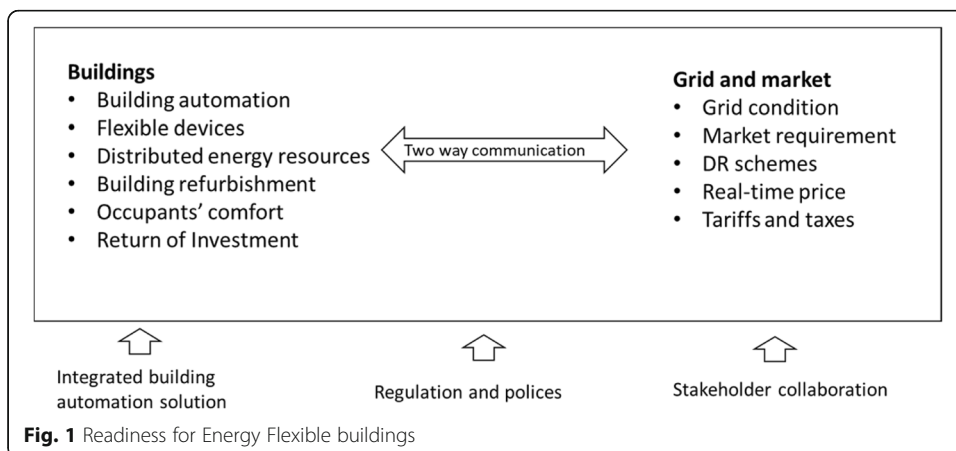 Buildings
• Building automation
• Flexible devices
• Distributed energy resources
• Building refurbishment
• Occupants' comfort
• Return of Investment
Two way communication
Grid and market
• Grid condition
• Market requirement
• DR schemes
• Real-time price
• Tariffs and taxes
Integrated building
automation solution
Regulation and polices
Stakeholder collaboration
Fig. 1 Readiness for Energy Flexible buildings